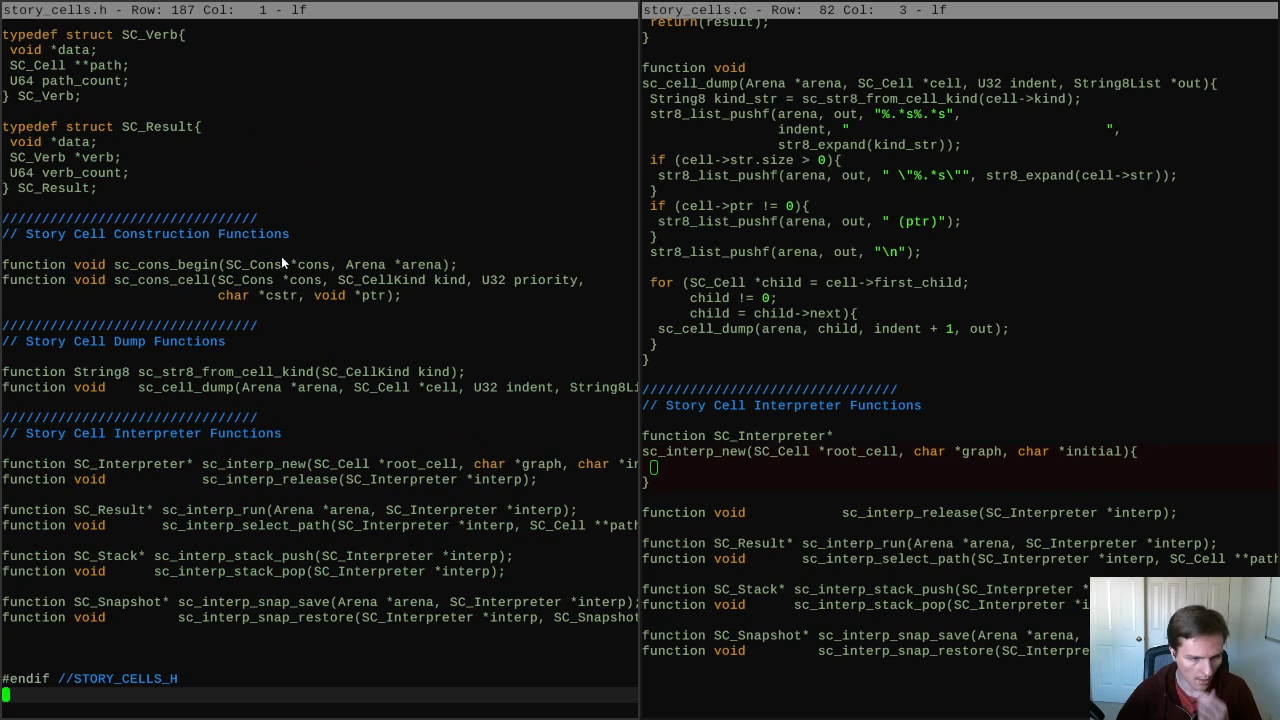 story_cells.h - Row: 187 Col:   1 - lf
typedef struct SC_Verb{
 void *data;
 SC_Cell **path;
 U64 path_count;
} SC_Verb;
typedef struct SC_Result{
 void *data;
 SC_Verb *verb;
 U64 verb_count;
} SC_Result;
////////////////////////////////
// Story Cell Construction Functions
function void sc_cons_begin(SC_Cons *cons, Arena *arena);
function void sc_cons_cell(SC_Cons *cons, SC_CellKind kind, U32 priority,
                           char *cstr, void *ptr);
////////////////////////////////
// Story Cell Dump Functions
function String8 sc_str8_from_cell_kind(SC_CellKind kind);
function void    sc_cell_dump(Arena *arena, SC_Cell *cell, U32 indent, String8Li
////////////////////////////////
// Story Cell Interpreter Functions
function SC_Interpreter* sc_interp_new(SC_Cell *root_cell, char *graph, char *in
function void            sc_interp_release(SC_Interpreter *interp);
function SC_Result* sc_interp_run(Arena *arena, SC_Interpreter *interp);
function void       sc_interp_select_path(SC_Interpreter *interp, SC_Cell **path
function SC_Stack* sc_interp_stack_push(SC_Interpreter *interp);
function void      sc_interp_stack_pop(SC_Interpreter *interp);
function SC_Snapshot* sc_interp_snap_save(Arena *arena, SC_Interpreter *interp);
function void         sc_interp_snap_restore(SC_Interpreter *interp, SC_Snapshot
#endif //STORY_CELLS_H
story_cells.c - Row:  82 Col:   3 - lf
 return(result);
}
function void
sc_cell_dump(Arena *arena, SC_Cell *cell, U32 indent, String8List *out){
 String8 kind_str = sc_str8_from_cell_kind(cell->kind);
 str8_list_pushf(arena, out, "%.*s%.*s",
                 indent, "                                ",
                 str8_expand(kind_str));
 if (cell->str.size > 0){
  str8_list_pushf(arena, out, " \"%.*s\"", str8_expand(cell->str));
 }
 if (cell->ptr != 0){
  str8_list_pushf(arena, out, " (ptr)");
 }
 str8_list_pushf(arena, out, "\n");
 for (SC_Cell *child = cell->first_child;
      child != 0;
      child = child->next){
  sc_cell_dump(arena, child, indent + 1, out);
 }
}
////////////////////////////////
// Story Cell Interpreter Functions
function SC_Interpreter*
sc_interp_new(SC_Cell *root_cell, char *graph, char *initial){
}
function void            sc_interp_release(SC_Interpreter *interp);
function SC_Result* sc_interp_run(Arena *arena, SC_Interpreter *interp);
function void       sc_interp_select_path(SC_Interpreter *interp, SC_Cell **path
function SC_Stack* sc_interp_stack_push(SC_Interpreter *
function void      sc_interp_stack_pop(SC_Interpreter *i
function SC_Snapshot* sc_interp_snap_save(Arena *arena,
function void         sc_interp_snap_restore(SC_Interpre